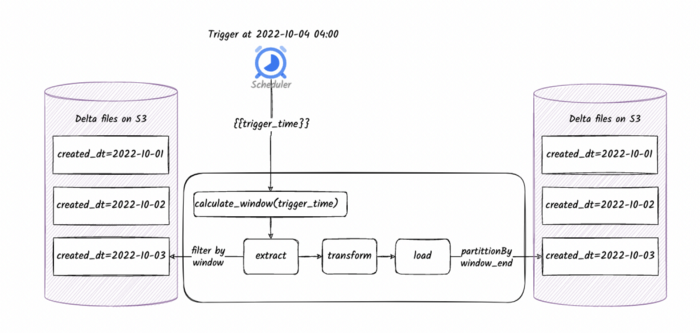 Trigger at 2022-10-04 04:00
Scheduler
{{trigger_time}}
Delta files on S3
created_dt=2022-10-01
created_dt=2022-10-02
created_dt=2022-10-03
calculate_window(trigger_time)
filter by
window
extract
transform
load
partitionBy
window_end
Delta files on S3
created_dt=2022-10-01
created_dt=2022-10-02
created_dt=2022-10-03